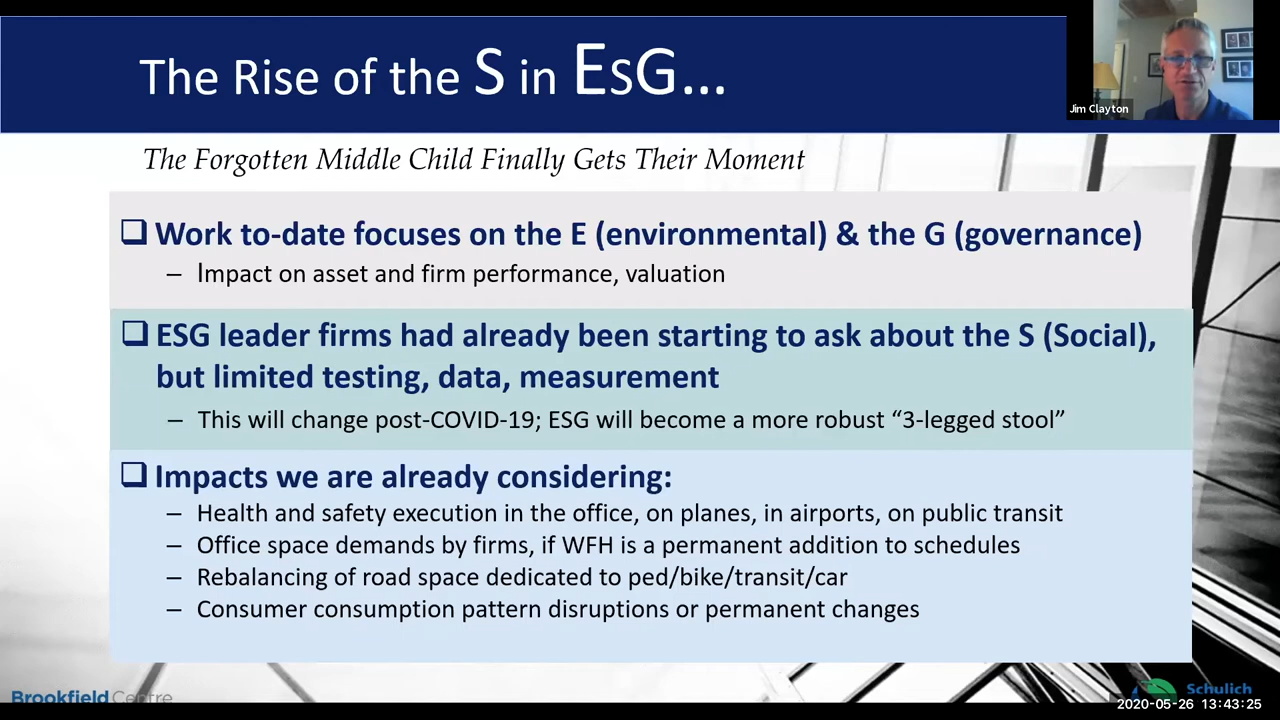 The Rise of the S in EsG...
Jim Clayton
The Forgotten Middle Child Finally Gets Their Moment
❑ Work to-date focuses on the E (environmental) & the G (governance)
– Impact on asset and firm performance, valuation
❑ ESG leader firms had already been starting to ask about the S (Social),
but limited testing, data, measurement
– This will change post-COVID-19; ESG will become a more robust “3-legged stool”
❑ Impacts we are already considering:
– Health and safety execution in the office, on planes, in airports, on public transit
– Office space demands by firms, if WFH is a permanent addition to schedules
– Rebalancing of road space dedicated to ped/bike/transit/car
– Consumer consumption pattern disruptions or permanent changes
Brookfield Centre
Schulich
2020-05-26 13:43:25